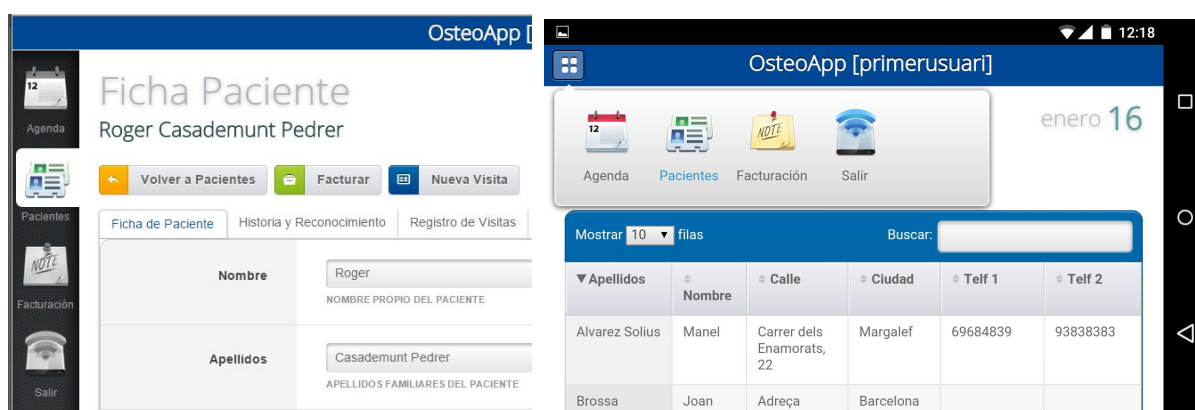 OsteoApp [
12
Agenda
Pacientes
NOTE
Facturación
Salir
Ficha Paciente
Roger Casademunt Pedrer
Volver a Pacientes Facturar Nueva Visita
Ficha de Paciente Historia y Reconocimiento Registro de Visitas
Nombre Roger
NOMBRE PROPIO DEL PACIENTE
Apellidos Casademunt Pedrer
APELLIDOS FAMILIARES DEL PACIENTE
12:18
OsteoApp [primerusuari]
enero 16
12 NOTE
Agenda Pacientes Facturación Salir
Mostrar 10 filas Buscar:
Apellidos Nombre Calle Ciudad Telf 1 Telf 2
Alvarez Solius Manel Carrer dels Margalef 69684839 93838383
Enamorats,
22
Brossa Joan Adreça Barcelona